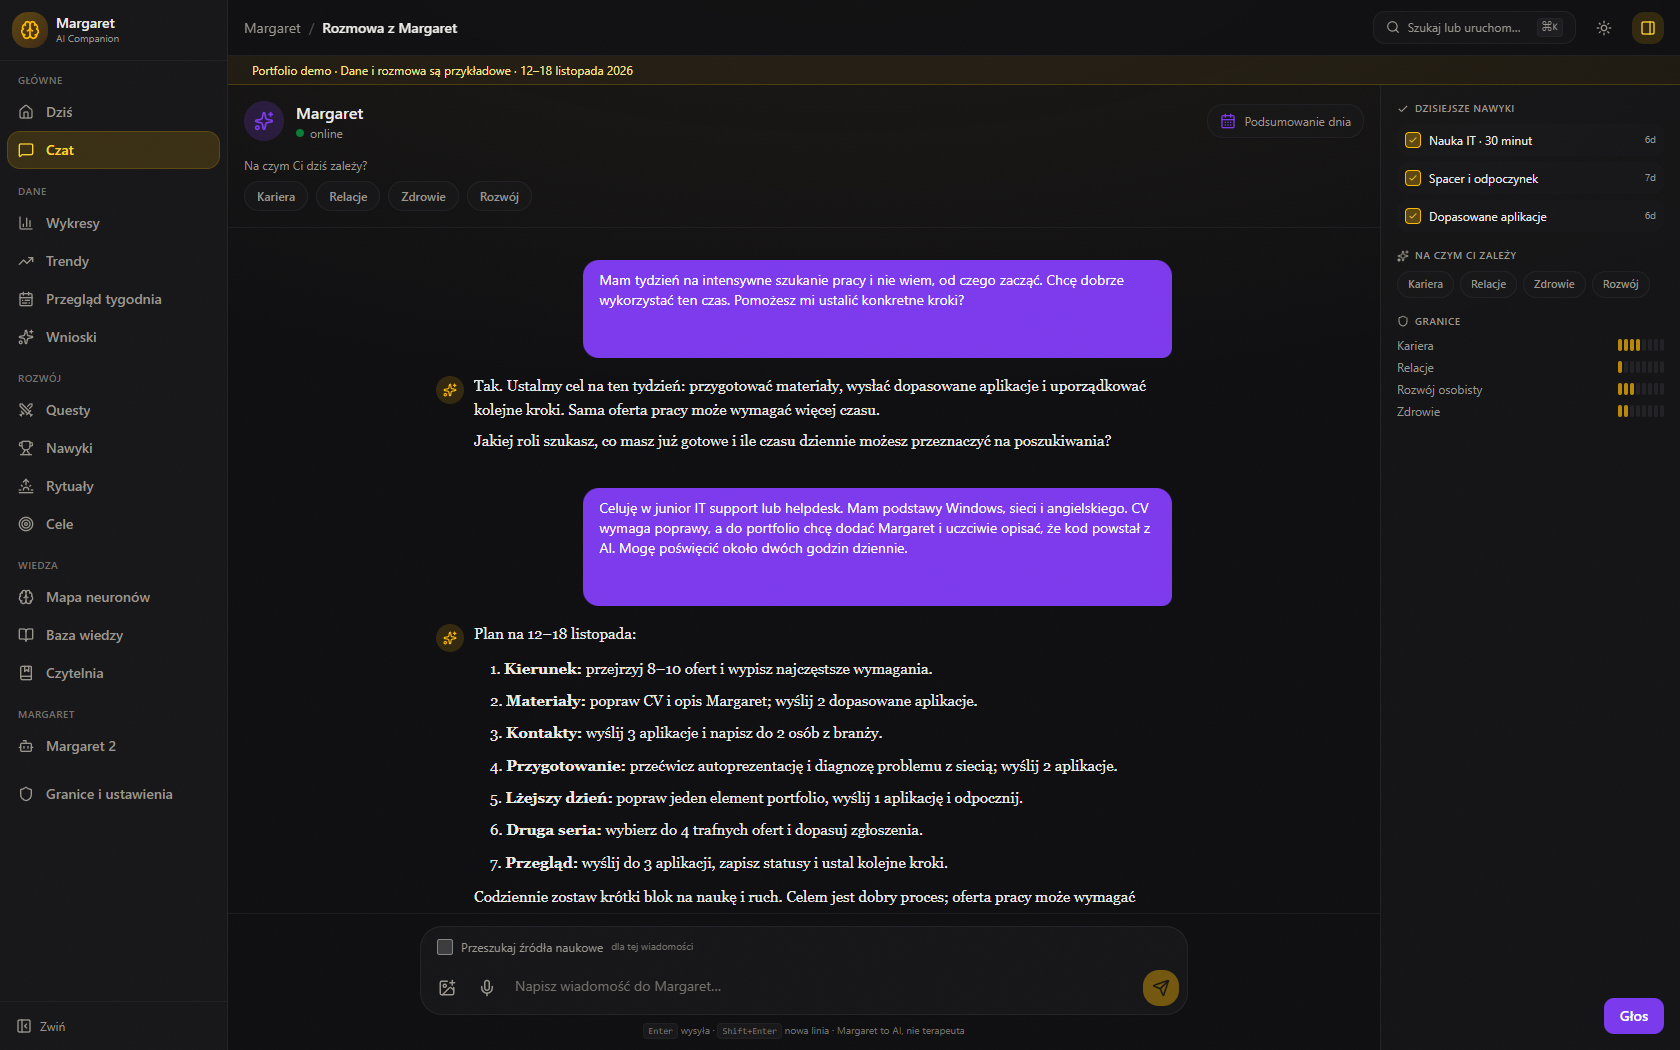 Margaret
AI Companion
GŁÓWNE
Dziś
Czat
DANE
Wykresy
Trendy
Przegląd tygodnia
Wnioski
ROZWÓJ
Questy
Nawyki
Rytuały
Cele
WIEDZA
Mapa neuronów
Baza wiedzy
Czytelnia
MARGARET
Margaret 2
Granice i ustawienia
Zwiń
Margaret / Rozmowa z Margaret
Szukaj lub uruchom... ⌘K
Portfolio demo · Dane i rozmowa są przykładowe · 12–18 listopada 2026
Margaret
online
Podsumowanie dnia
Na czym Ci dziś zależy?
Kariera Relacje Zdrowie Rozwój
Mam tydzień na intensywne szukanie pracy i nie wiem, od czego zacząć. Chcę dobrze
wykorzystać ten czas. Pomożesz mi ustalić konkretne kroki?
Tak. Ustalmy cel na ten tydzień: przygotować materiały, wysłać dopasowane aplikacje i uporządkować
kolejne kroki. Sama oferta pracy może wymagać więcej czasu.
Jakiej roli szukasz, co masz już gotowe i ile czasu dziennie możesz przeznaczyć na poszukiwania?
Celuję w junior IT support lub helpdesk. Mam podstawy Windows, sieci i angielskiego. CV
wymaga poprawy, a do portfolio chcę dodać Margaret i uczciwie opisać, że kod powstał z
AI. Mogę poświęcić około dwóch godzin dziennie.
Plan na 12–18 listopada:
1. Kierunek: przejrzyj 8–10 ofert i wypisz najczęstsze wymagania.
2. Materiały: popraw CV i opis Margaret; wyślij 2 dopasowane aplikacje.
3. Kontakty: wyślij 3 aplikacje i napisz do 2 osób z branży.
4. Przygotowanie: przećwicz autoprezentację i diagnozę problemu z siecią; wyślij 2 aplikacje.
5. Lżejszy dzień: popraw jeden element portfolio, wyślij 1 aplikację i odpocznij.
6. Druga seria: wybierz do 4 trafnych ofert i dopasuj zgłoszenia.
7. Przegląd: wyślij do 3 aplikacji, zapisz statusy i ustal kolejne kroki.
Codziennie zostaw krótki blok na naukę i ruch. Celem jest dobry proces; oferta pracy może wymagać
Przeszukaj źródła naukowe dla tej wiadomości
Napisz wiadomość do Margaret...
Enter wysyła · Shift+Enter nowa linia · Margaret to AI, nie terapeuta
DZISIEJSZE NAWYKI
Nauka IT · 30 minut 6d
Spacer i odpoczynek 7d
Dopasowane aplikacje 6d
NA CZYM CI ZALEŻY
Kariera Relacje Zdrowie Rozwój
GRANICE
Kariera
Relacje
Rozwój osobisty
Zdrowie
Głos